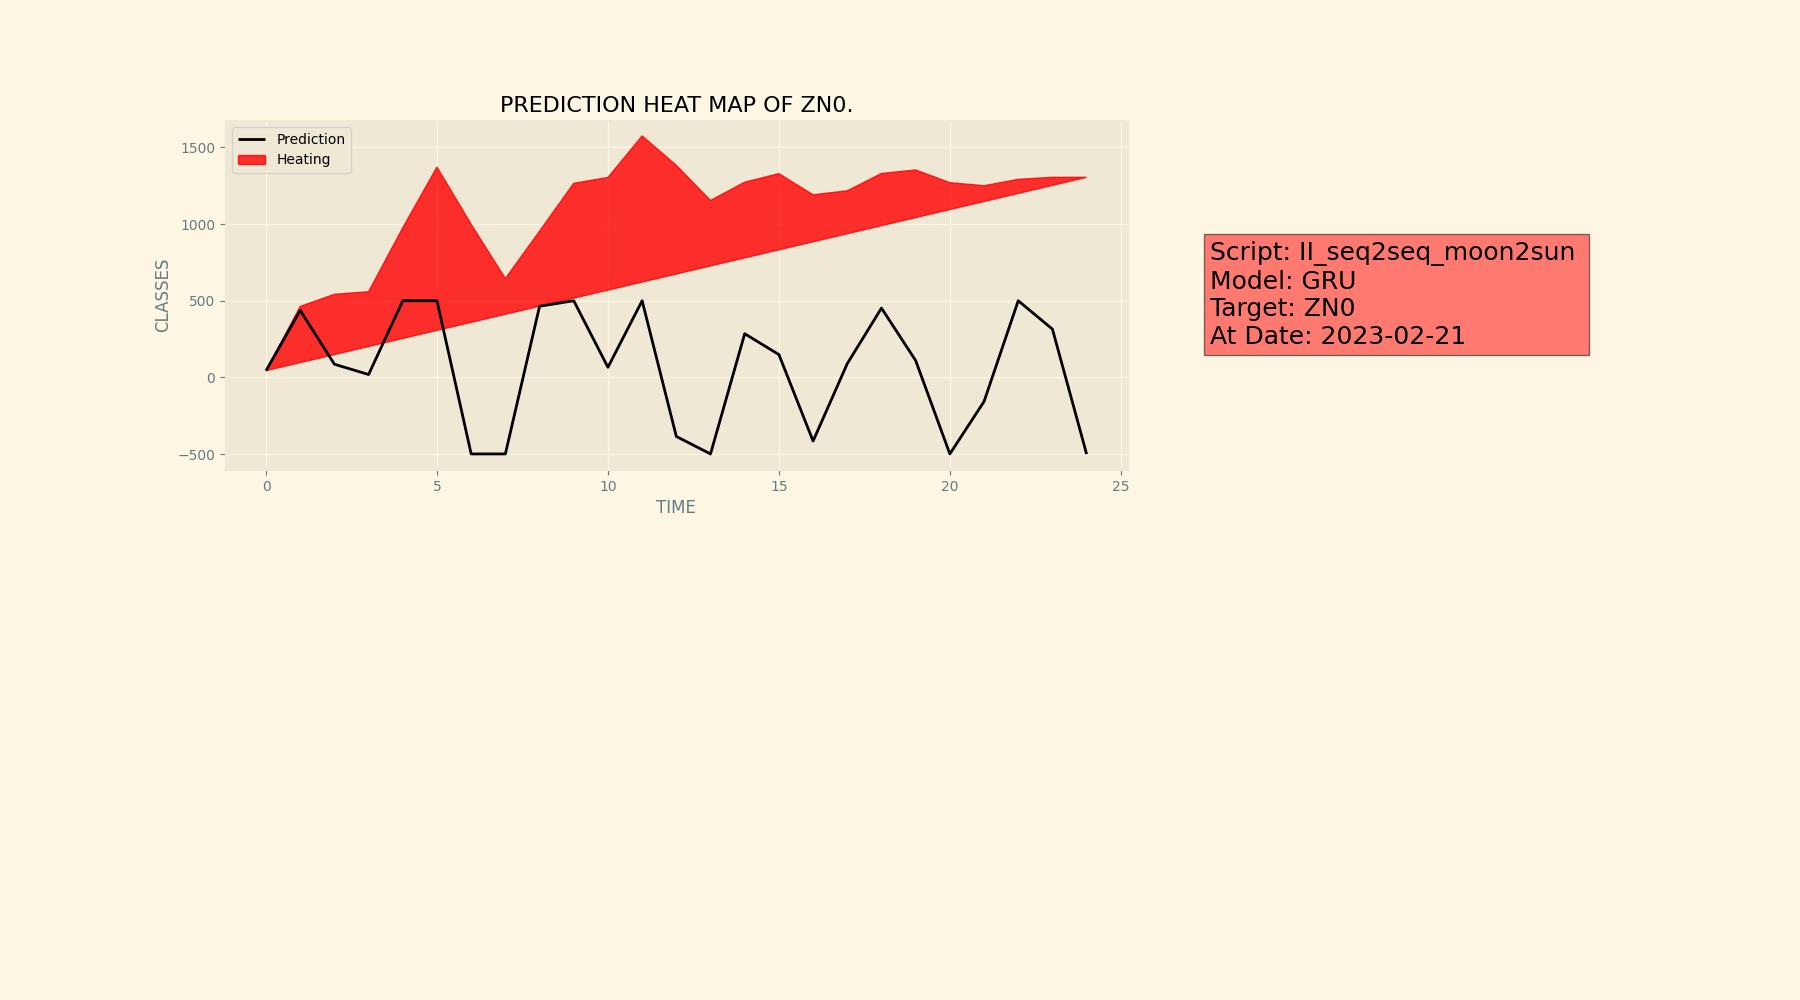 PREDICTION HEAT MAP OF ZN0.
Prediction
Heating
1500
1000
500
0
−500
CLASSES
0 5 10 15 20 25
TIME
Script: II_seq2seq_moon2sun
Model: GRU
Target: ZN0
At Date: 2023-02-21